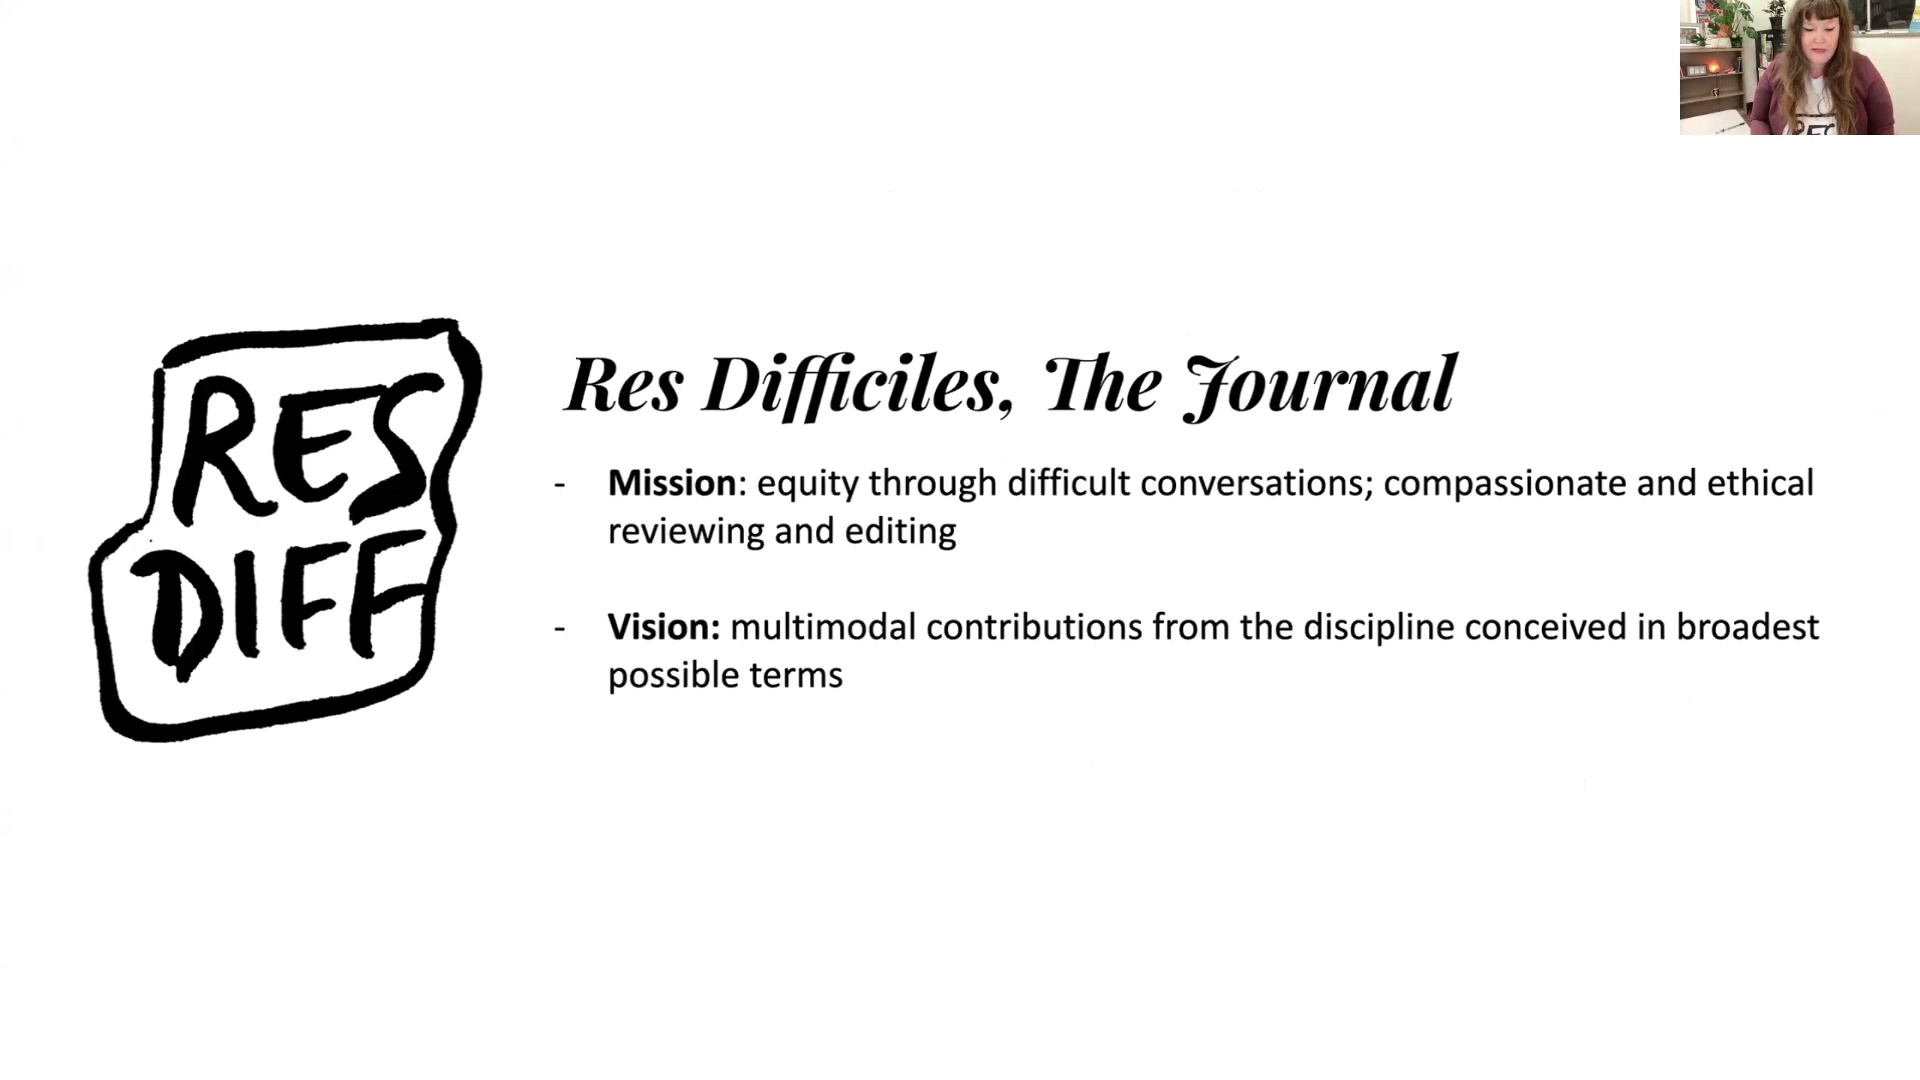 RES
DIFF
Res Difficiles, The Journal
- Mission: equity through difficult conversations; compassionate and ethical
reviewing and editing
- Vision: multimodal contributions from the discipline conceived in broadest
possible terms